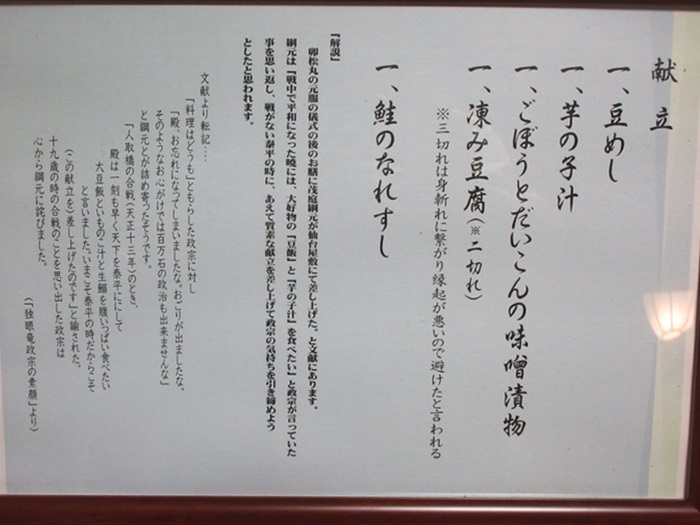 献立
一、豆めし
一、芋の子汁
一、ごぼうとだいこんの味噌漬物
一、凍み豆腐（※二切れ）
※三切れは身斬れに繋がり縁起が悪いので避けたと言われる
一、鮭のなれすし
『解説』
卯松丸の元服の儀式の後のお膳に茂庭綱元が仙台屋敷にて差し上げた。と文献にあります。
綱元は『戦中で平和になった暁には、大好物の『豆飯』と『芋の子汁』を食べたい』と政宗が言っていた
事を思い返し、戦がない泰平の時に、あえて質素な献立を差し上げて政宗の気持ちを引き締めよう
としたと思われます。
文献より転記‥‥
「料理はどうも」ともらした政宗に対し
「殿、お忘れになってしまいましたな。おごりが出ましたな。
そのようなお心がけでは百万石の政治も出来ませんな」
と綱元とが詰め寄ったそうです。
「人取橋の合戦（天正十三年）のとき、
殿は一刻も早く天下を泰平ににして
大豆飯といものこ汁と生鰯を腹いっぱい食べたい
と言いました。いまこそ泰平の時だからこそ
（この献立を）差し上げたのです」と諭された。
十九歳の時の合戦のことを思い出した政宗は
心から綱元に詫びました。
（「独眼竜政宗の素顔」より）